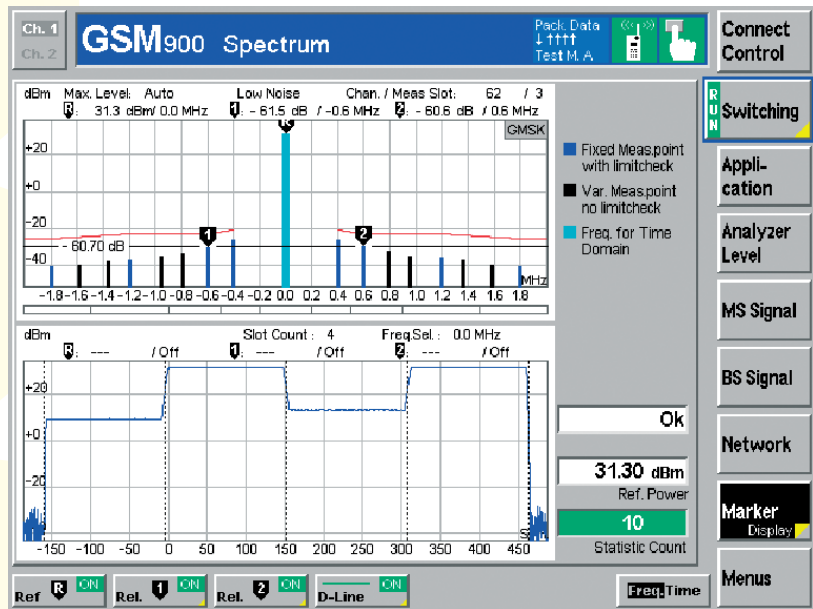 Ch. 1
Ch. 2
GSM900 Spectrum
Pack. Data
↓↑↑↑↑
Test M. A.
Connect
Control
dBm Max. Level: Auto Low Noise Chan. / Meas Slot: 62 / 3
R: 31.3 dBm/ 0.0 MHz 1: - 61.5 dB / -0.6 MHz 2: - 60.6 dB / 0.6 MHz
R
GMSK
+20
+0
-20
- 60.70 dB
-40
1
2
MHz
-1.8 -1.6 -1.4 -1.2 -1.0 -0.8 -0.6 -0.4 -0.2 0.0 0.2 0.4 0.6 0.8 1.0 1.2 1.4 1.6 1.8
Fixed Meas.point
with limitcheck
Var. Meas.point
no limitcheck
Freq. for Time
Domain
dBm Slot Count : 4 Freq.Sel. : 0.0 MHz
R: --- / Off 1: --- / Off 2: --- / Off
+20
+0
-20
S
-150 -100 -50 0 50 100 150 200 250 300 350 400 450
Ok
31.30 dBm
Ref. Power
10
Statistic Count
RUN
Switching
Appli-
cation
Analyzer
Level
MS Signal
BS Signal
Network
Marker
Display
Menus
Ref R ON
Rel. 1 ON
Rel. 2 ON
D-Line ON
Freq. Time